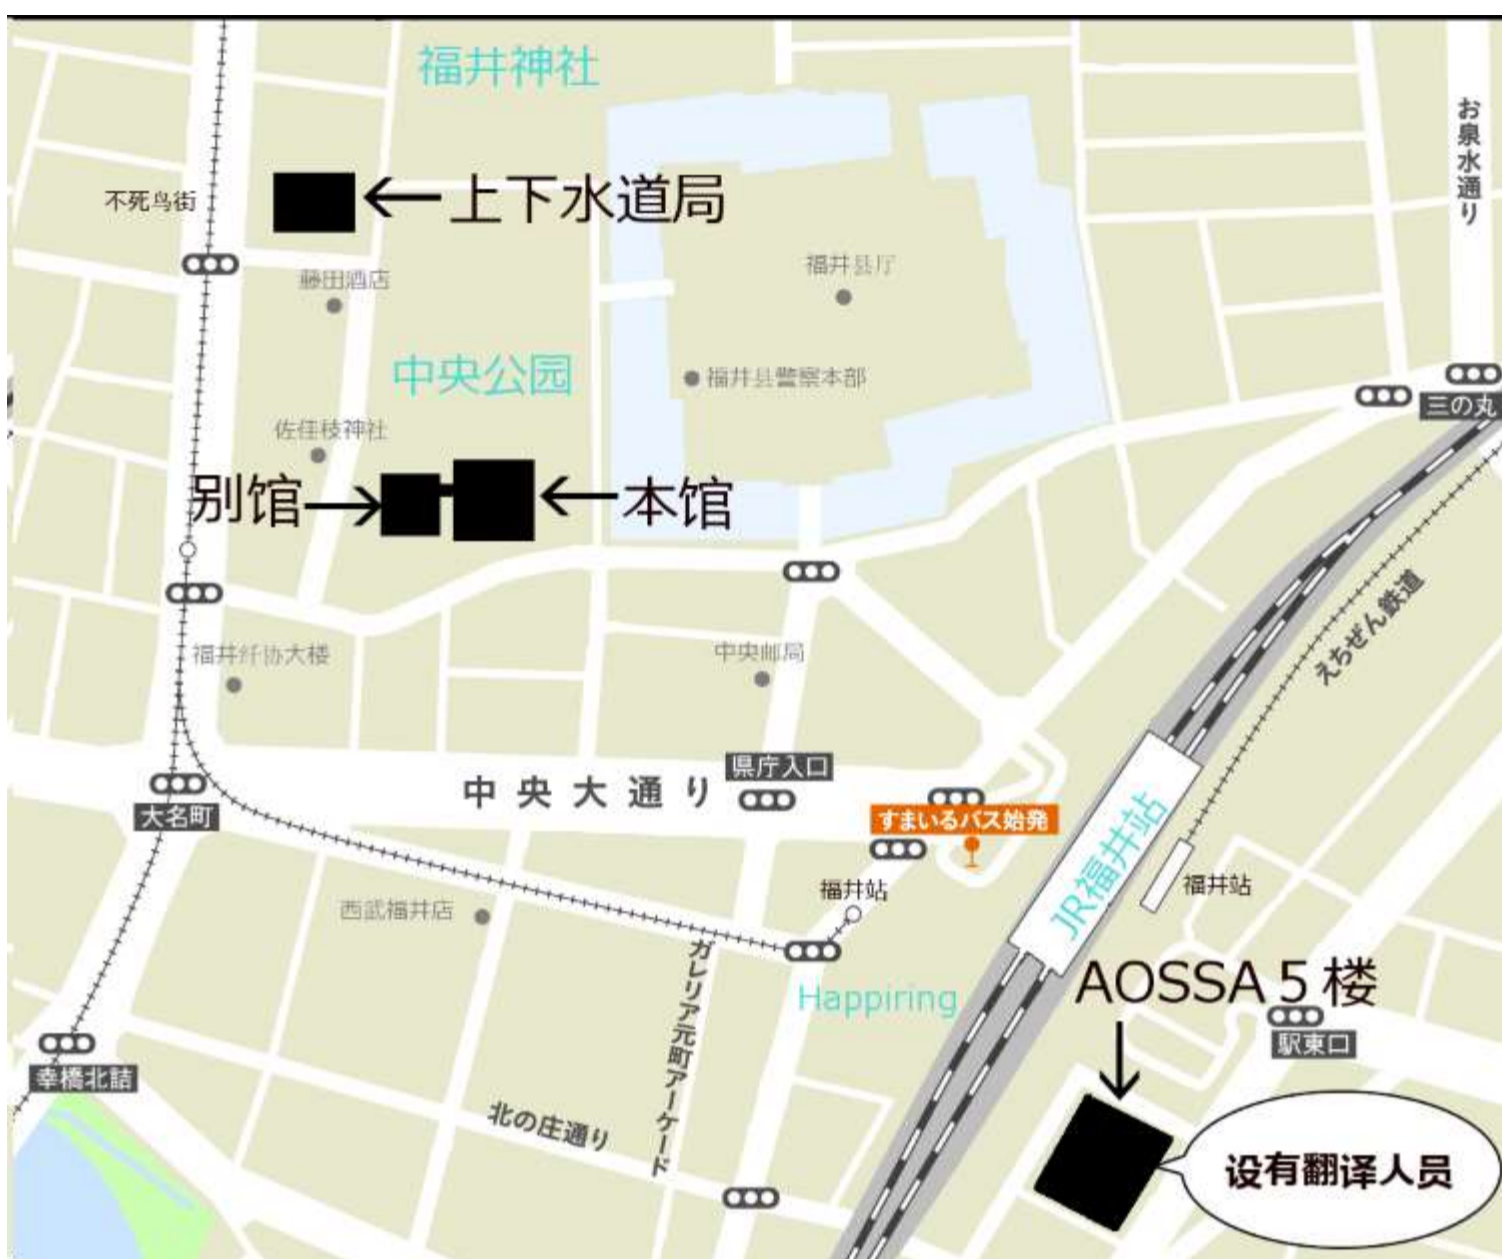 福井神社
お泉水通り
上下水道局
不死鸟街
福井县厅
藤田酒店
中央公园
福井县警察本部
三の丸
佐佳枝神社
别馆
本馆
えちぜん鉄道
福井纤协大楼
中央邮局
県庁入口
中央大通り
大名町
すまいるバス始発
JR福井站
福井站
福井站
西武福井店
ガレリア元町アーケード
Happiring
AOSSA 5 楼
駅東口
幸橋北詰
北の庄通り
设有翻译人员